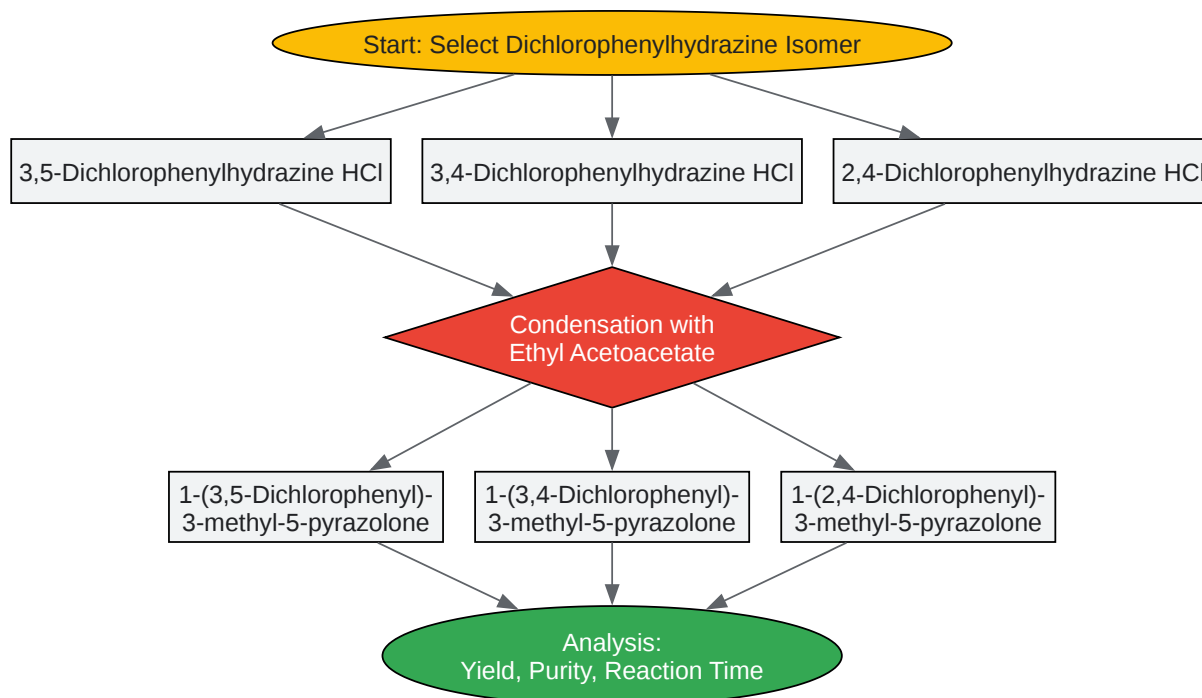 Start: Select Dichlorophenylhydrazine Isomer
3,5-Dichlorophenylhydrazine HCl
3,4-Dichlorophenylhydrazine HCl
2,4-Dichlorophenylhydrazine HCl
Condensation with
Ethyl Acetoacetate
1-(3,5-Dichlorophenyl)-
3-methyl-5-pyrazolone
1-(3,4-Dichlorophenyl)-
3-methyl-5-pyrazolone
1-(2,4-Dichlorophenyl)-
3-methyl-5-pyrazolone
Analysis:
Yield, Purity, Reaction Time